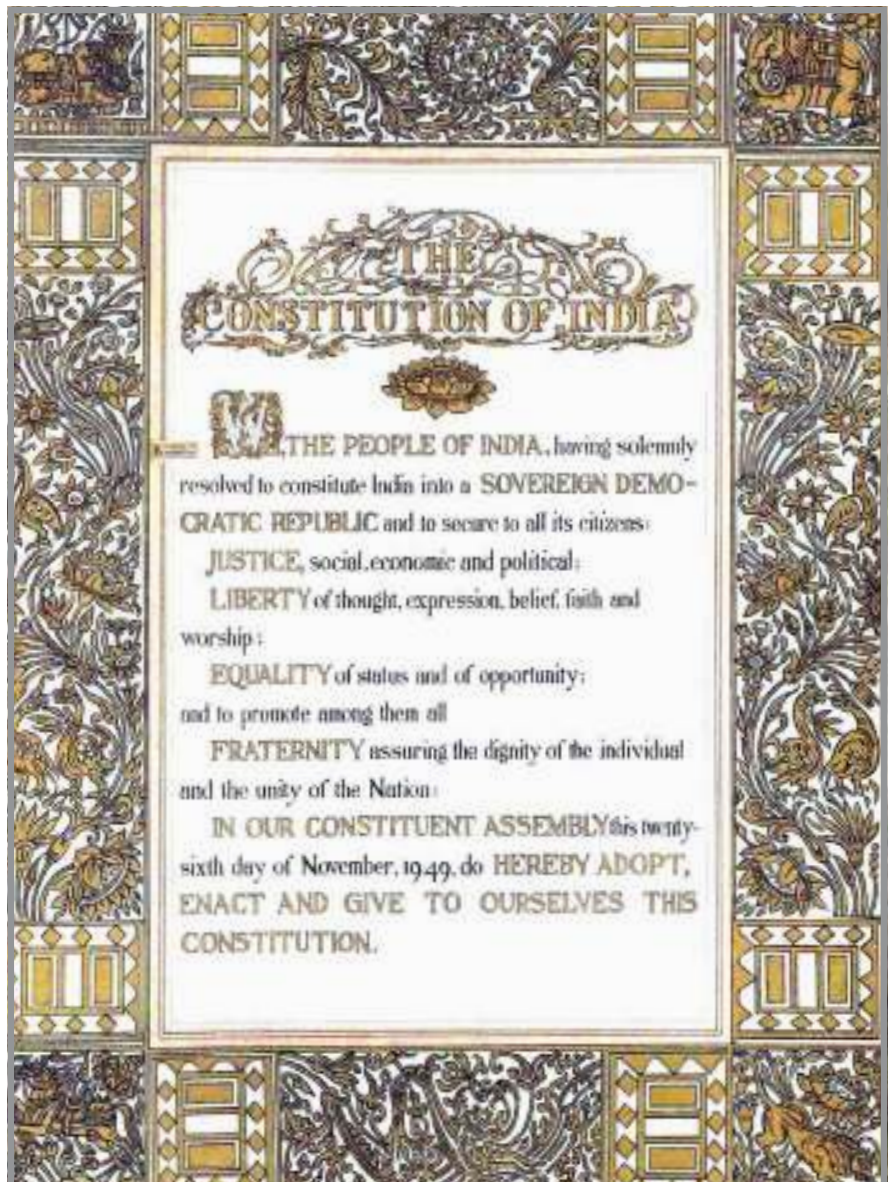 THE
CONSTITUTION OF INDIA
WE, THE PEOPLE OF INDIA, having solemnly
resolved to constitute India into a SOVEREIGN DEMO-
CRATIC REPUBLIC and to secure to all its citizens:
JUSTICE, social, economic and political;
LIBERTY of thought, expression, belief, faith and
worship;
EQUALITY of status and of opportunity;
and to promote among them all
FRATERNITY assuring the dignity of the individual
and the unity of the Nation;
IN OUR CONSTITUENT ASSEMBLY this twenty-
sixth day of November, 1949, do HEREBY ADOPT,
ENACT AND GIVE TO OURSELVES THIS
CONSTITUTION.